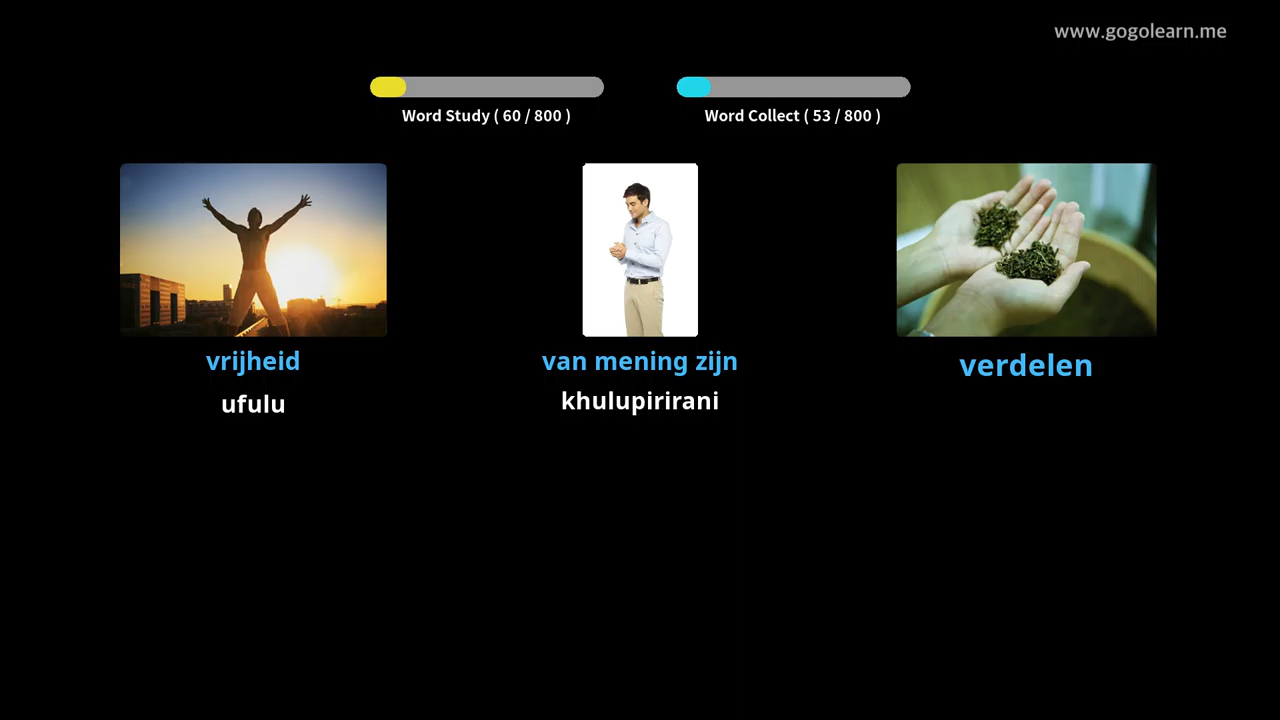 www.gogolearn.me
Word Study ( 60 / 800 )
Word Collect ( 53 / 800 )
vrijheid
ufulu
van mening zijn
khulupirirani
verdelen